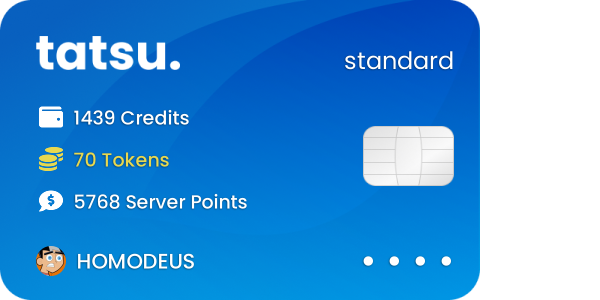 tatsu.
standard
1439 Credits
70 Tokens
5768 Server Points
HOMODEUS